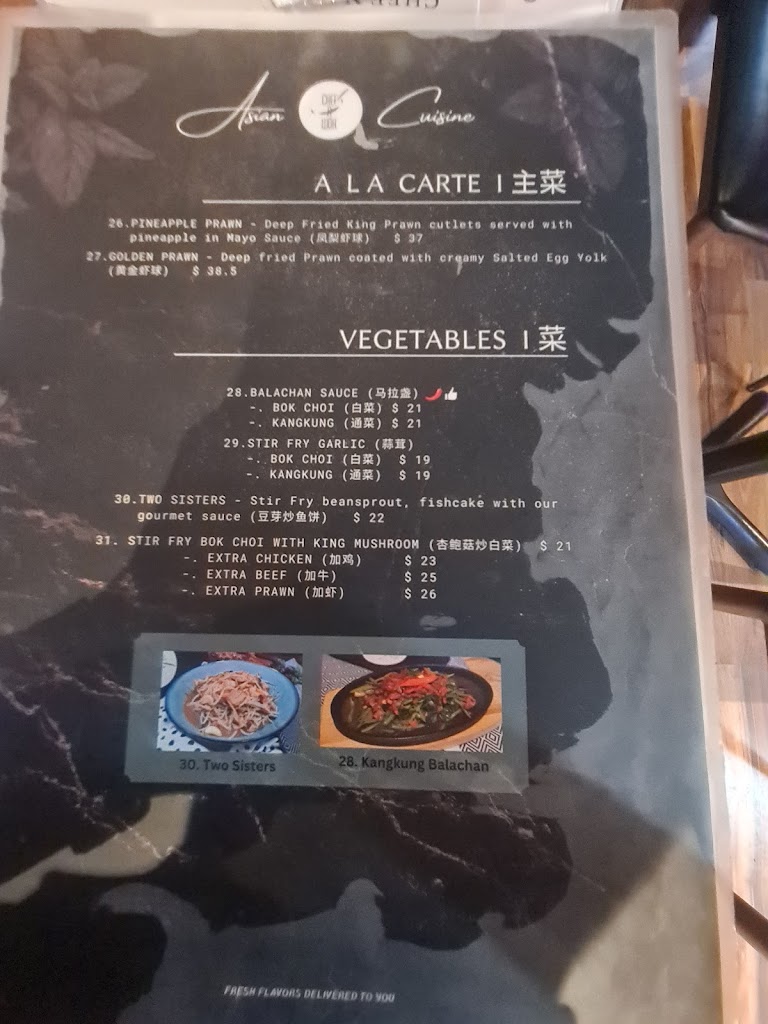 Asian Cuisine
A LA CARTE | 主菜
26.PINEAPPLE PRAWN - Deep Fried King Prawn cutlets served with
pineapple in Mayo Sauce (凤梨虾球) $ 37
27.GOLDEN PRAWN - Deep fried Prawn coated with creamy Salted Egg Yolk
(黄金虾球) $ 38.5
VEGETABLES | 菜
28.BALACHAN SAUCE (马拉盏)
-. BOK CHOI (白菜) $ 21
-. KANGKUNG (通菜) $ 21
29.STIR FRY GARLIC (蒜茸)
-. BOK CHOI (白菜) $ 19
-. KANGKUNG (通菜) $ 19
30.TWO SISTERS - Stir Fry beansprout, fishcake with our
gourmet sauce (豆芽炒鱼饼) $ 22
31. STIR FRY BOK CHOI WITH KING MUSHROOM (杏鲍菇炒白菜) $ 21
-. EXTRA CHICKEN (加鸡) $ 23
-. EXTRA BEEF (加牛) $ 25
-. EXTRA PRAWN (加虾) $ 26
30. Two Sisters
28. Kangkung Balachan
FRESH FLAVORS DELIVERED TO YOU